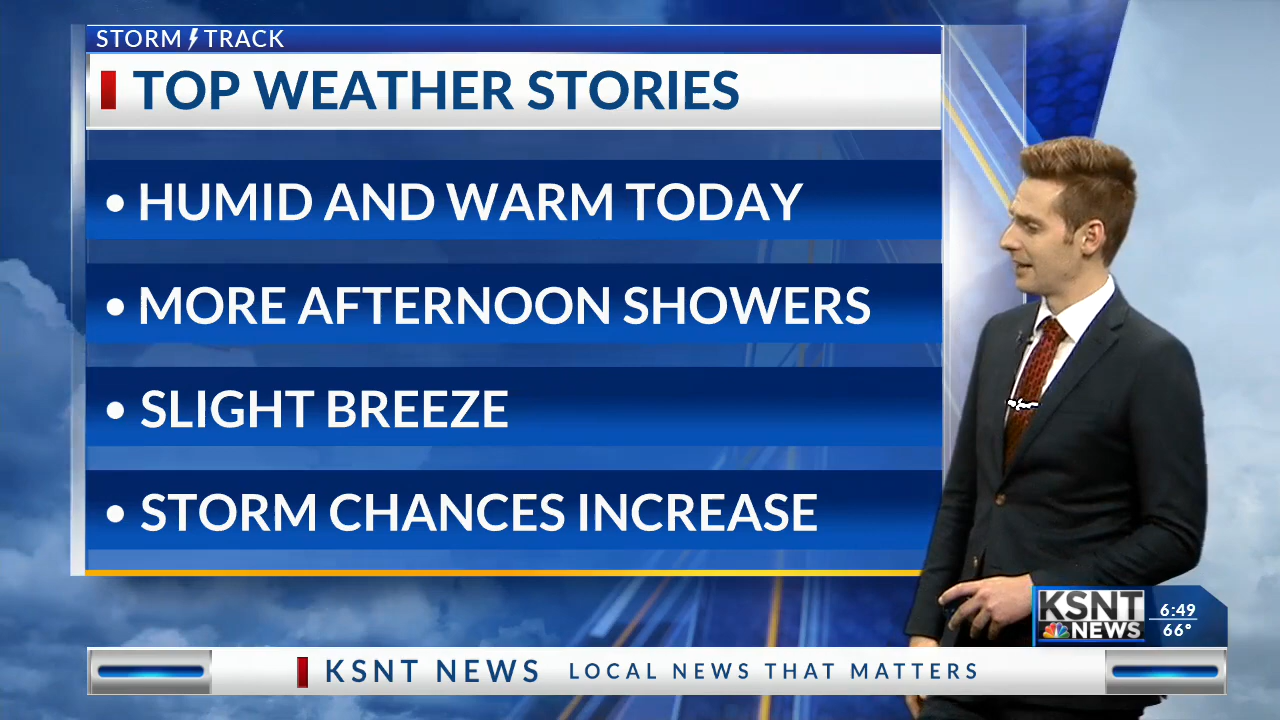 STORM TRACK
TOP WEATHER STORIES
• HUMID AND WARM TODAY
• MORE AFTERNOON SHOWERS
• SLIGHT BREEZE
• STORM CHANCES INCREASE
KSNT
NEWS
6:49
66°
KSNT NEWS LOCAL NEWS THAT MATTERS